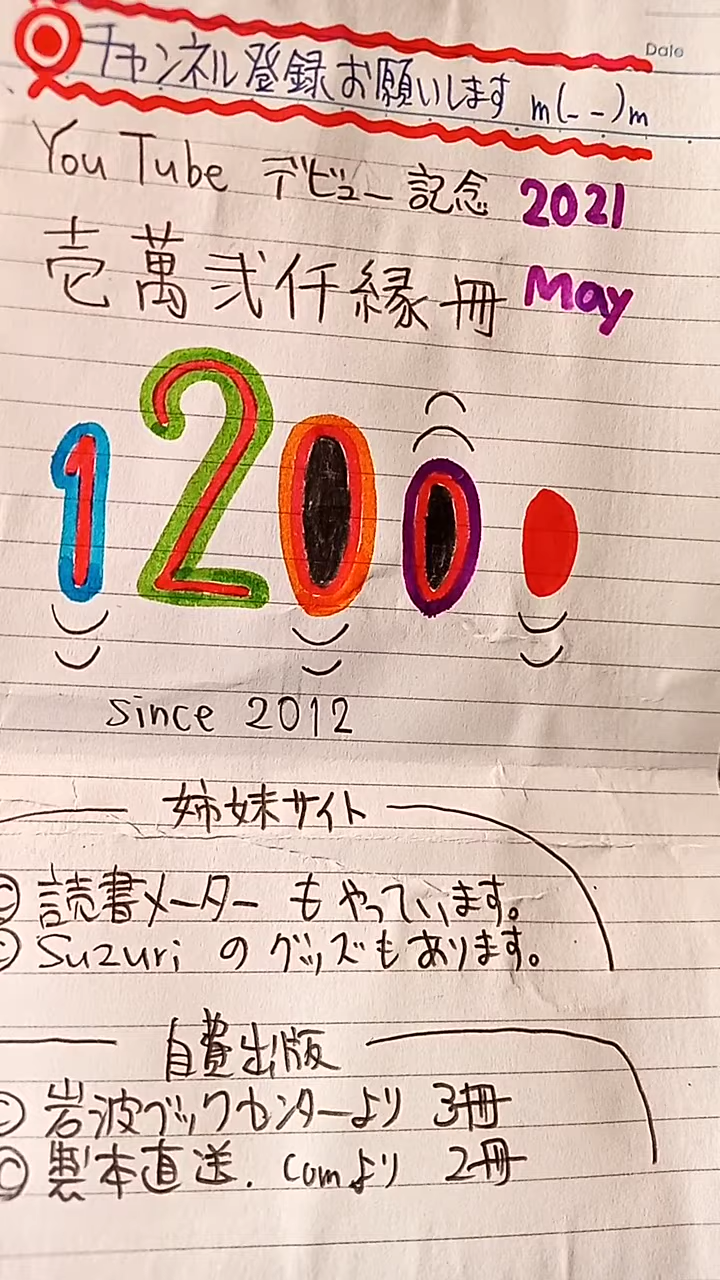 Date
チャンネル登録お願いします m(--)m
YouTube デビュー記念 2021
壱萬弐仟縁冊 May
12000
since 2012
姉妹サイト
© 読書メーターもやっています。
© Suzuri のグッズもあります。
自費出版
© 岩波ブックセンターより 3冊
© 製本直送.comより 2冊